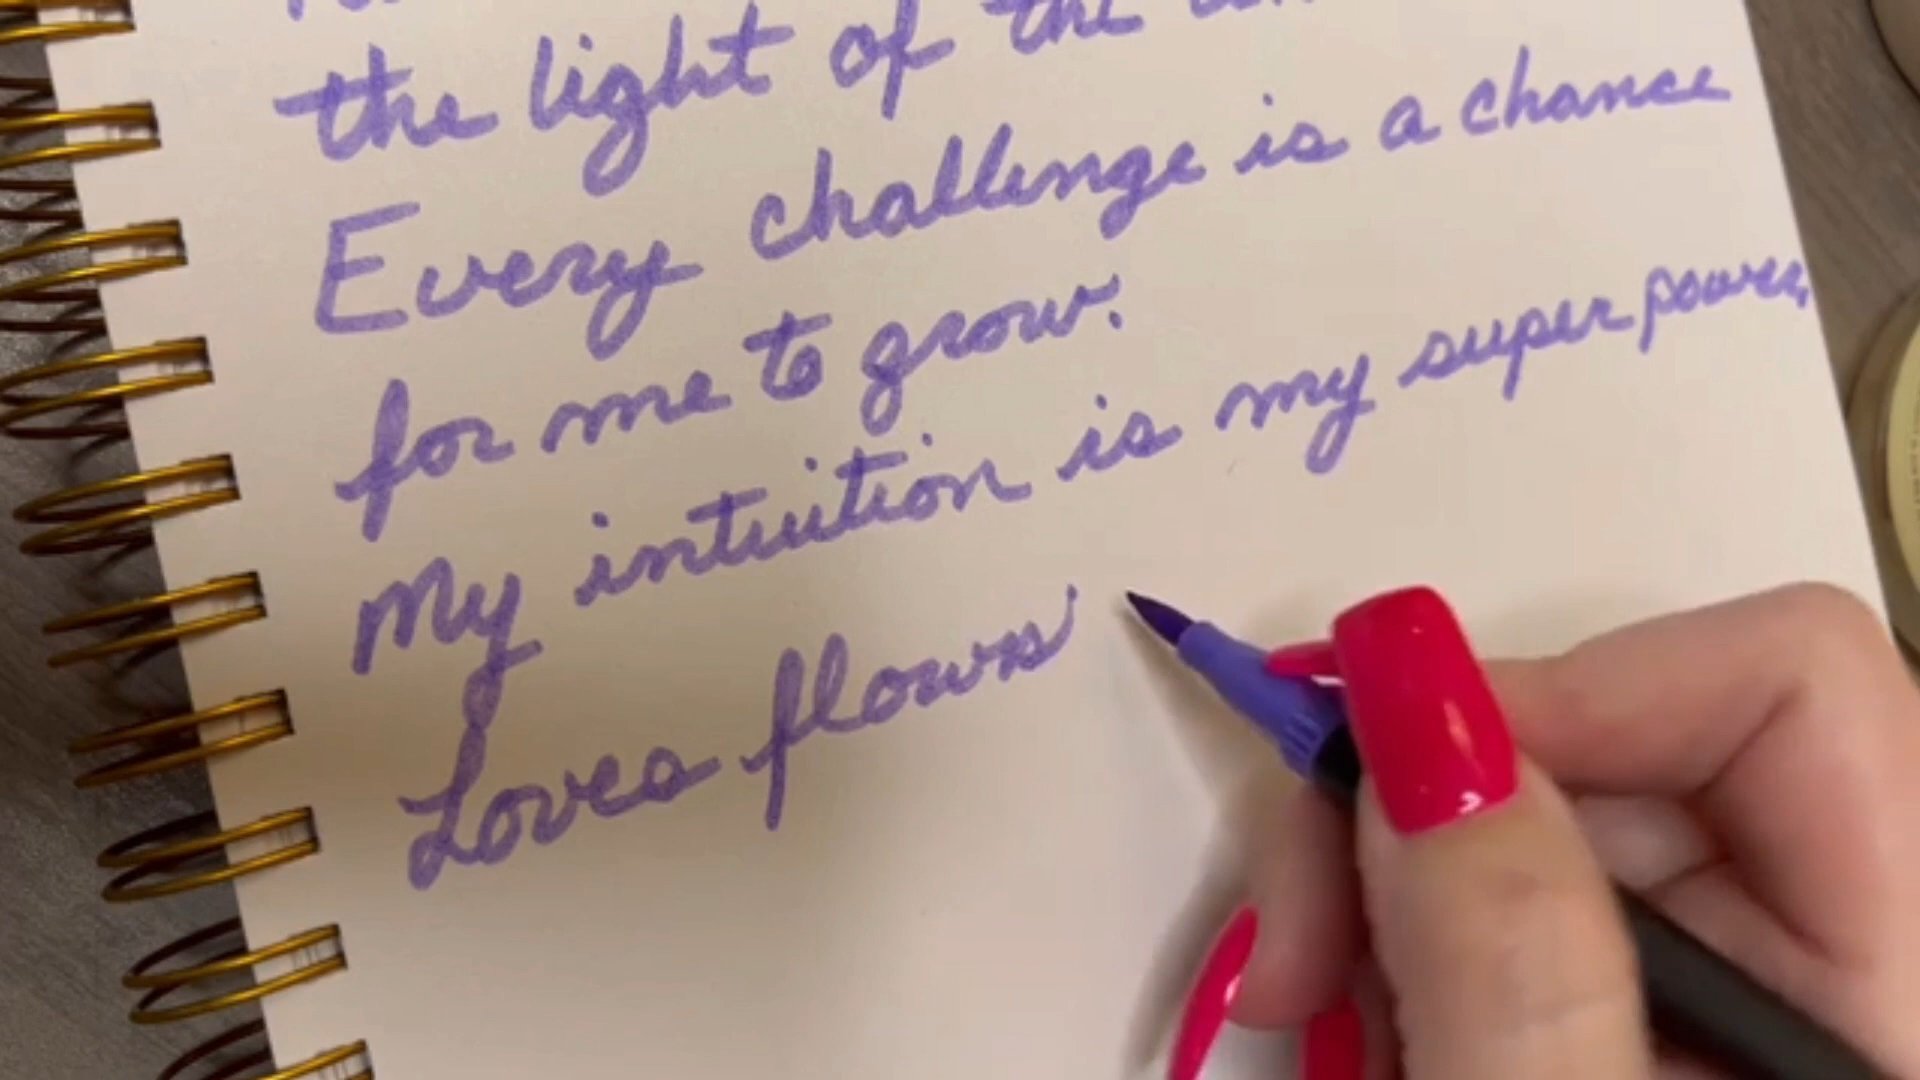 the light of the
Every challenge is a chance
for me to grow.
My intuition is my super power.
Loves flows